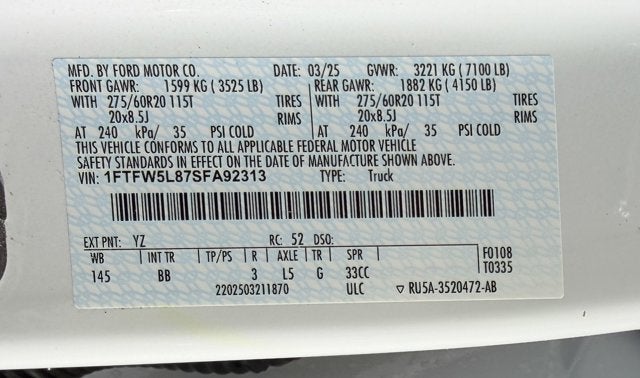 MFD. BY FORD MOTOR CO. DATE: 03/25 GVWR: 3221 KG ( 7100 LB)
FRONT GAWR: 1599 KG ( 3525 LB) REAR GAWR: 1882 KG ( 4150 LB)
WITH 275/60R20 115T TIRES WITH 275/60R20 115T TIRES
20x8.5J RIMS 20x8.5J RIMS
AT 240 kPa/ 35 PSI COLD AT 240 kPa/ 35 PSI COLD
THIS VEHICLE CONFORMS TO ALL APPLICABLE FEDERAL MOTOR VEHICLE
SAFETY STANDARDS IN EFFECT ON THE DATE OF MANUFACTURE SHOWN ABOVE.
VIN: 1FTFW5L87SFA92313 TYPE: Truck
EXT PNT: YZ RC: 52 DSO:
WB INT TR TP/PS R AXLE TR SPR F0108
145 BB 3 L5 G 33CC T0335
2202503211870 ULC ▽ RU5A-3520472-AB